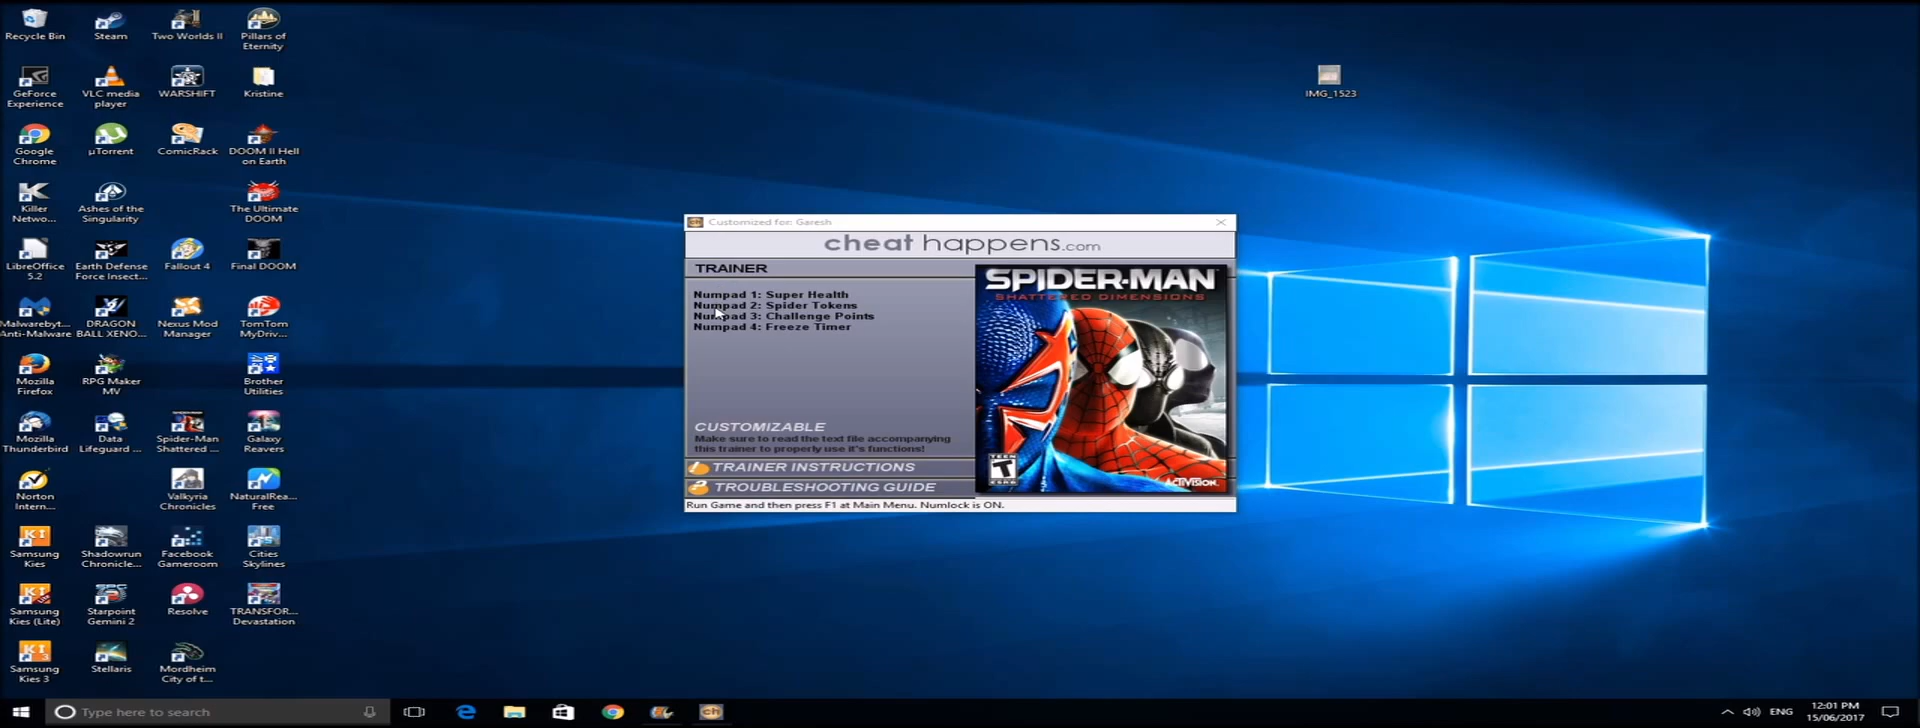 Recycle Bin
Steam
Two Worlds II
Pillars of
Eternity
GeForce
Experience
VLC media
player
WARSHIFT
Kristine
Google
Chrome
µTorrent
ComicRack
DOOM II Hell
on Earth
Killer
Netwo...
Ashes of the
Singularity
The Ultimate
DOOM
LibreOffice
5.2
Earth Defense
Force Insect...
Fallout 4
Final DOOM
Malwarebyt...
Anti-Malware
DRAGON
BALL XENO...
Nexus Mod
Manager
TomTom
MyDriv...
Mozilla
Firefox
RPG Maker
MV
Brother
Utilities
Mozilla
Thunderbird
Data
Lifeguard ...
Spider-Man
Shattered ...
Galaxy
Reavers
Norton
Intern...
Valkyria
Chronicles
NaturalRea...
Free
Samsung
Kies
Shadowrun
Chronicle...
Facebook
Gameroom
Cities
Skylines
Samsung
Kies (Lite)
Starpoint
Gemini 2
Resolve
TRANSFOR...
Devastation
Samsung
Kies 3
Stellaris
Mordheim
City of t...
IMG_1523
Customized for: Garesh
cheat happens.com
TRAINER
Numpad 1: Super Health
Numpad 2: Spider Tokens
Numpad 3: Challenge Points
Numpad 4: Freeze Timer
CUSTOMIZABLE
Make sure to read the text file accompanying
this trainer to properly use it's functions!
TRAINER INSTRUCTIONS
TROUBLESHOOTING GUIDE
Run Game and then press F1 at Main Menu. Numlock is ON.
SPIDER-MAN
SHATTERED DIMENSIONS
TEEN
T
ESRB
ACTIVISION.
Type here to search
ENG
12:01 PM
15/06/2017